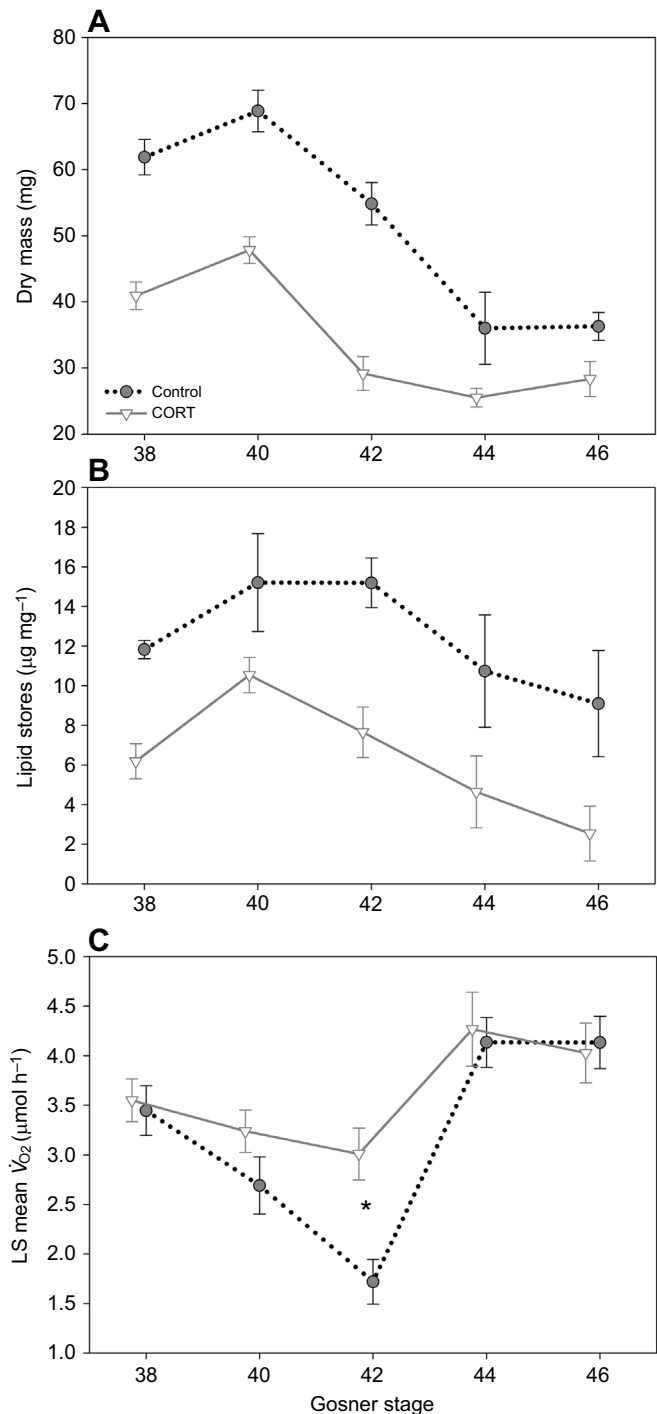 A
80
70
60
50
40
30
20
Dry mass (mg)
Control
CORT
38 40 42 44 46
B
20
18
16
14
12
10
8
6
4
2
0
Lipid stores (μg mg–1)
38 40 42 44 46
C
5.0
4.5
4.0
3.5
3.0
2.5
2.0
1.5
1.0
LS mean V̇O2 (μmol h–1)
*
38 40 42 44 46
Gosner stage